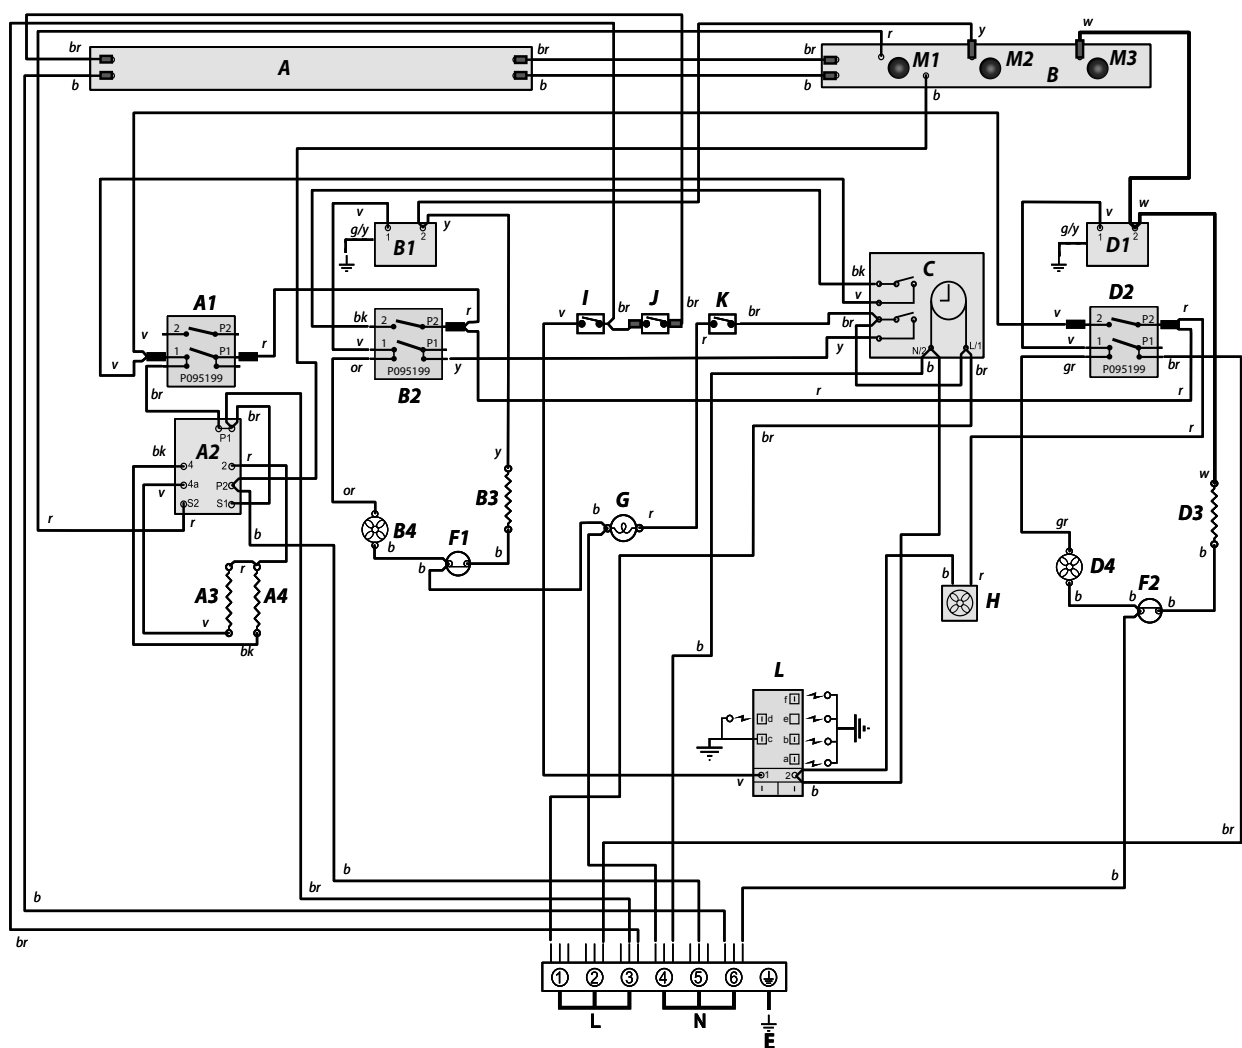 br
A
br
br
r
M1
y
M2
w
M3
B
b
b
b
b
v
y
g/y
1
2
B1
v
w
g/y
1
2
D1
A1
v
2
P2
r
1
P1
v
P095199
br
bk
2
P2
r
v
1
P1
or
P095199
y
B2
I
v
br
J
br
K
r
br
bk
C
v
br
y
N/2
L/1
b
br
D2
v
2
P2
r
v
1
P1
gr
P095199
br
r
r
r
br
br
P1
bk
A2
r
4
2
v
4a
P2
S2
S1
r
r
b
r
A3
A4
v
bk
y
B3
or
B4
b
F1
b
b
b
G
r
b
r
H
b
w
D3
gr
b
D4
b
b
F2
b
L
f
d
e
c
b
a
v
1
2
b
br
b
b
br
b
br
1
2
3
4
5
6
L
N
E